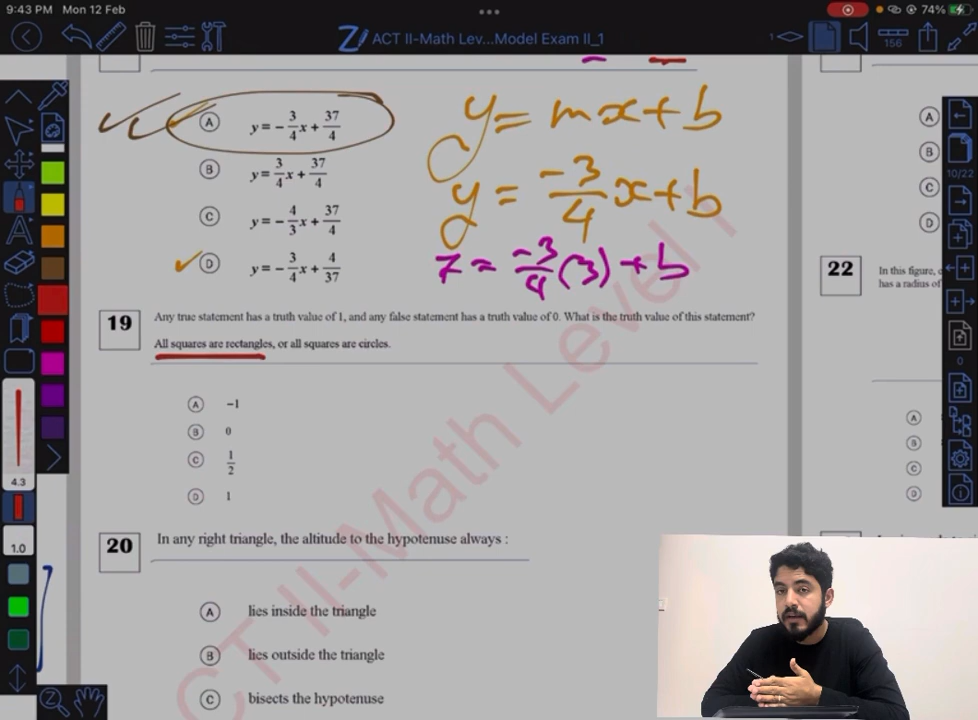 9:43 PM Mon 12 Feb
74%
ACT II-Math Lev...Model Exam II_1
1
156
A y = -3/4x + 37/4
B y = 3/4x + 37/4
C y = -4/3x + 37/4
D y = -3/4x + 4/37
y = mx + b
y = -3/4 x + b
7 = -3/4 (3) + b
19 Any true statement has a truth value of 1, and any false statement has a truth value of 0. What is the truth value of this statement?
All squares are rectangles, or all squares are circles.
A -1
B 0
C 1/2
D 1
20 In any right triangle, the altitude to the hypotenuse always :
A lies inside the triangle
B lies outside the triangle
C bisects the hypotenuse
A
B
C
D
22 In this figure,
has a radius of
A
B
C
D
10/22
0
4.3
1.0
CT II-Math Level 1